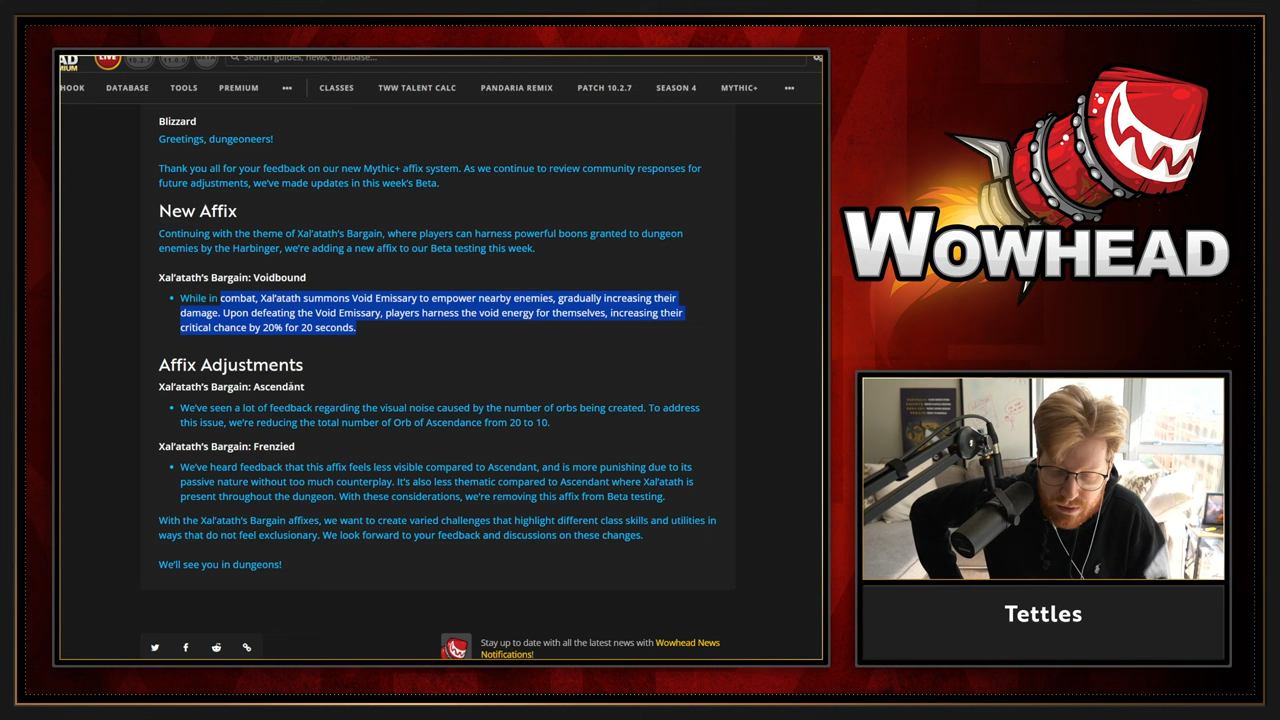 AD
MIUM
LIVE
10.2.7
11.0.0
BETA
Search guides, news, database...
HOOK
DATABASE
TOOLS
PREMIUM
•••
CLASSES
TWW TALENT CALC
PANDARIA REMIX
PATCH 10.2.7
SEASON 4
MYTHIC+
•••
Blizzard
Greetings, dungeoneers!
Thank you all for your feedback on our new Mythic+ affix system. As we continue to review community responses for
future adjustments, we've made updates in this week's Beta.
New Affix
Continuing with the theme of Xal'atath's Bargain, where players can harness powerful boons granted to dungeon
enemies by the Harbinger, we're adding a new affix to our Beta testing this week.
Xal'atath's Bargain: Voidbound
• While in combat, Xal'atath summons Void Emissary to empower nearby enemies, gradually increasing their
damage. Upon defeating the Void Emissary, players harness the void energy for themselves, increasing their
critical chance by 20% for 20 seconds.
Affix Adjustments
Xal'atath's Bargain: Ascendant
• We've seen a lot of feedback regarding the visual noise caused by the number of orbs being created. To address
this issue, we're reducing the total number of Orb of Ascendance from 20 to 10.
Xal'atath's Bargain: Frenzied
• We've heard feedback that this affix feels less visible compared to Ascendant, and is more punishing due to its
passive nature without too much counterplay. It's also less thematic compared to Ascendant where Xal'atath is
present throughout the dungeon. With these considerations, we're removing this affix from Beta testing.
With the Xal'atath's Bargain affixes, we want to create varied challenges that highlight different class skills and utilities in
ways that do not feel exclusionary. We look forward to your feedback and discussions on these changes.
We'll see you in dungeons!
Stay up to date with all the latest news with Wowhead News
Notifications!
WOWHEAD
Tettles